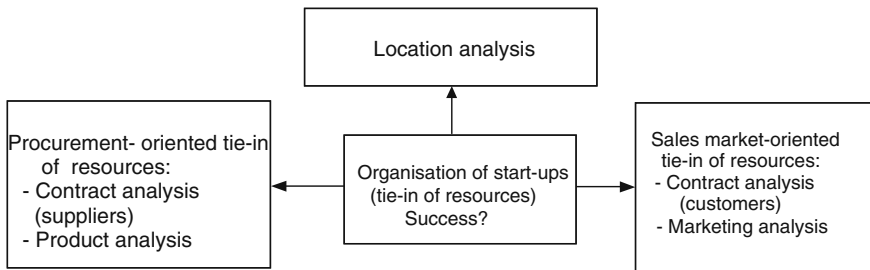 Location analysis
Procurement- oriented tie-in
of resources:
- Contract analysis
(suppliers)
- Product analysis
Organisation of start-ups
(tie-in of resources)
Success?
Sales market-oriented
tie-in of resources:
- Contract analysis
(customers)
- Marketing analysis